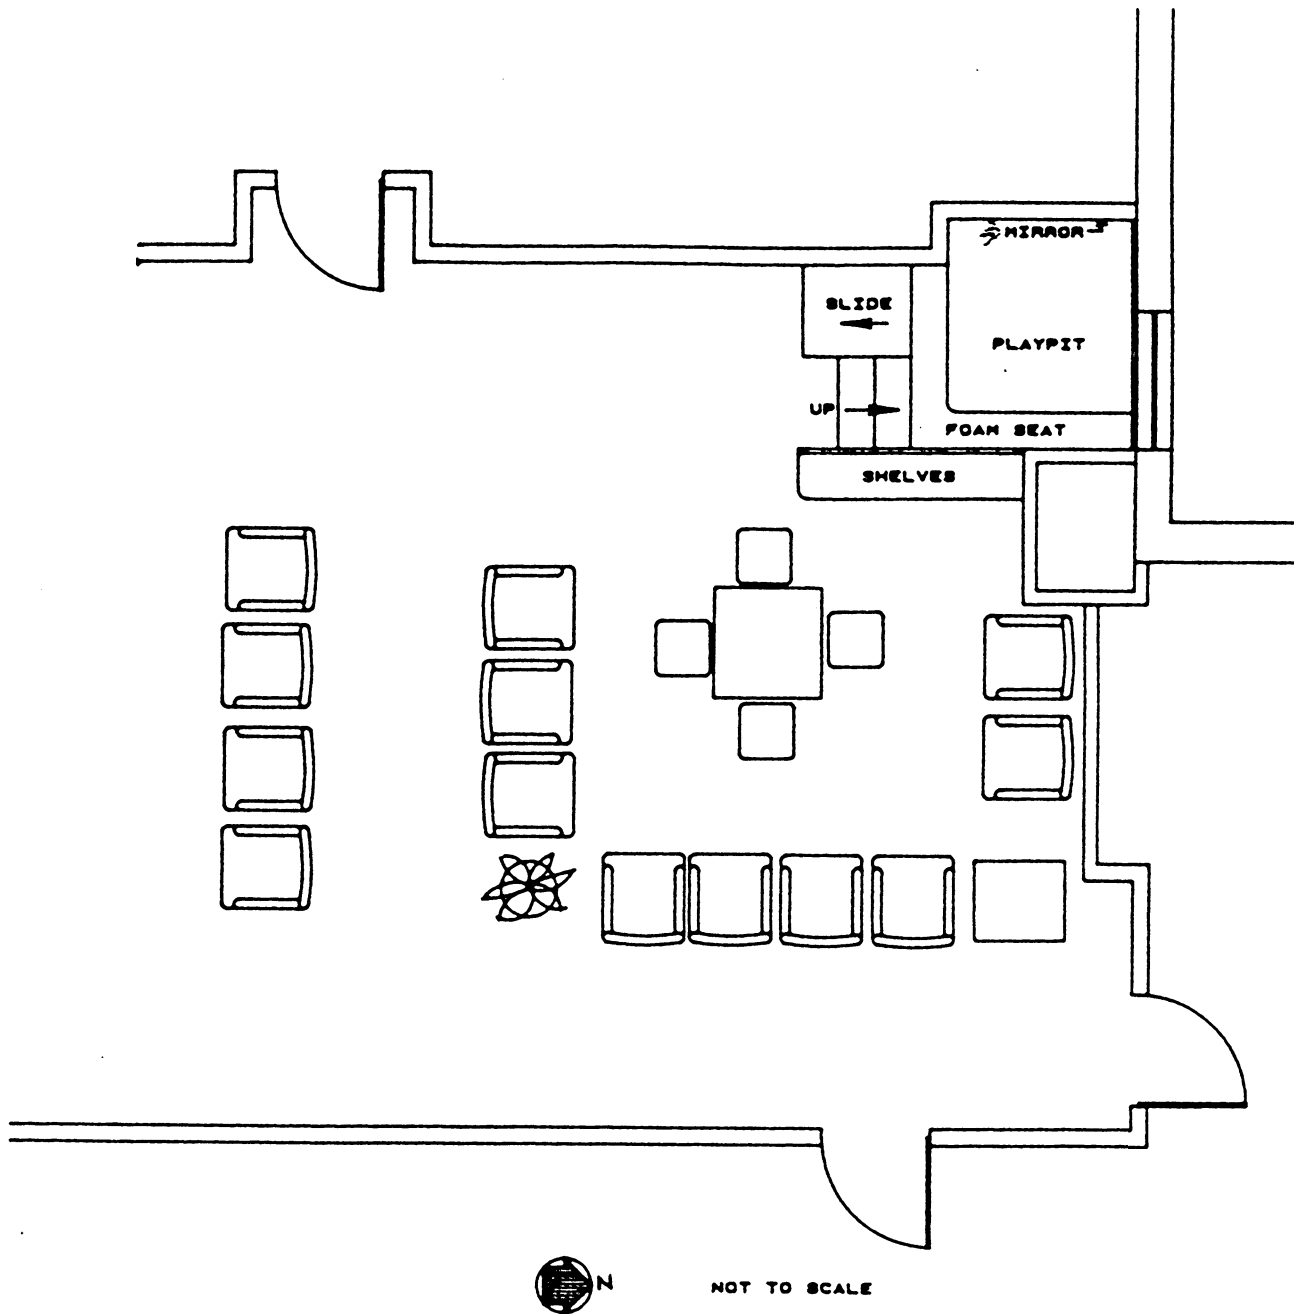 MIRROR
SLIDE
PLAYPIT
UP
FOAM SEAT
SHELVES
N
NOT TO SCALE